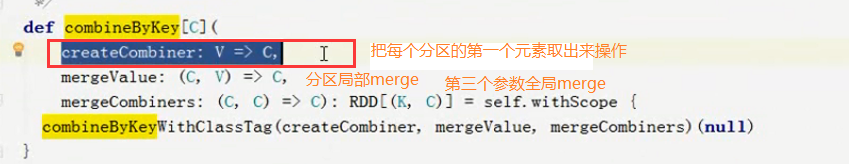 */
def combineByKey[C](
createCombiner: V => C, 把每个分区的第一个元素取出来操作
mergeValue: (C, V) => C, 分区局部merge 第三个参数全局merge
mergeCombiners: (C, C) => C): RDD[(K, C)] = self.withScope {
combineByKeyWithClassTag(createCombiner, mergeValue, mergeCombiners)(null)
}